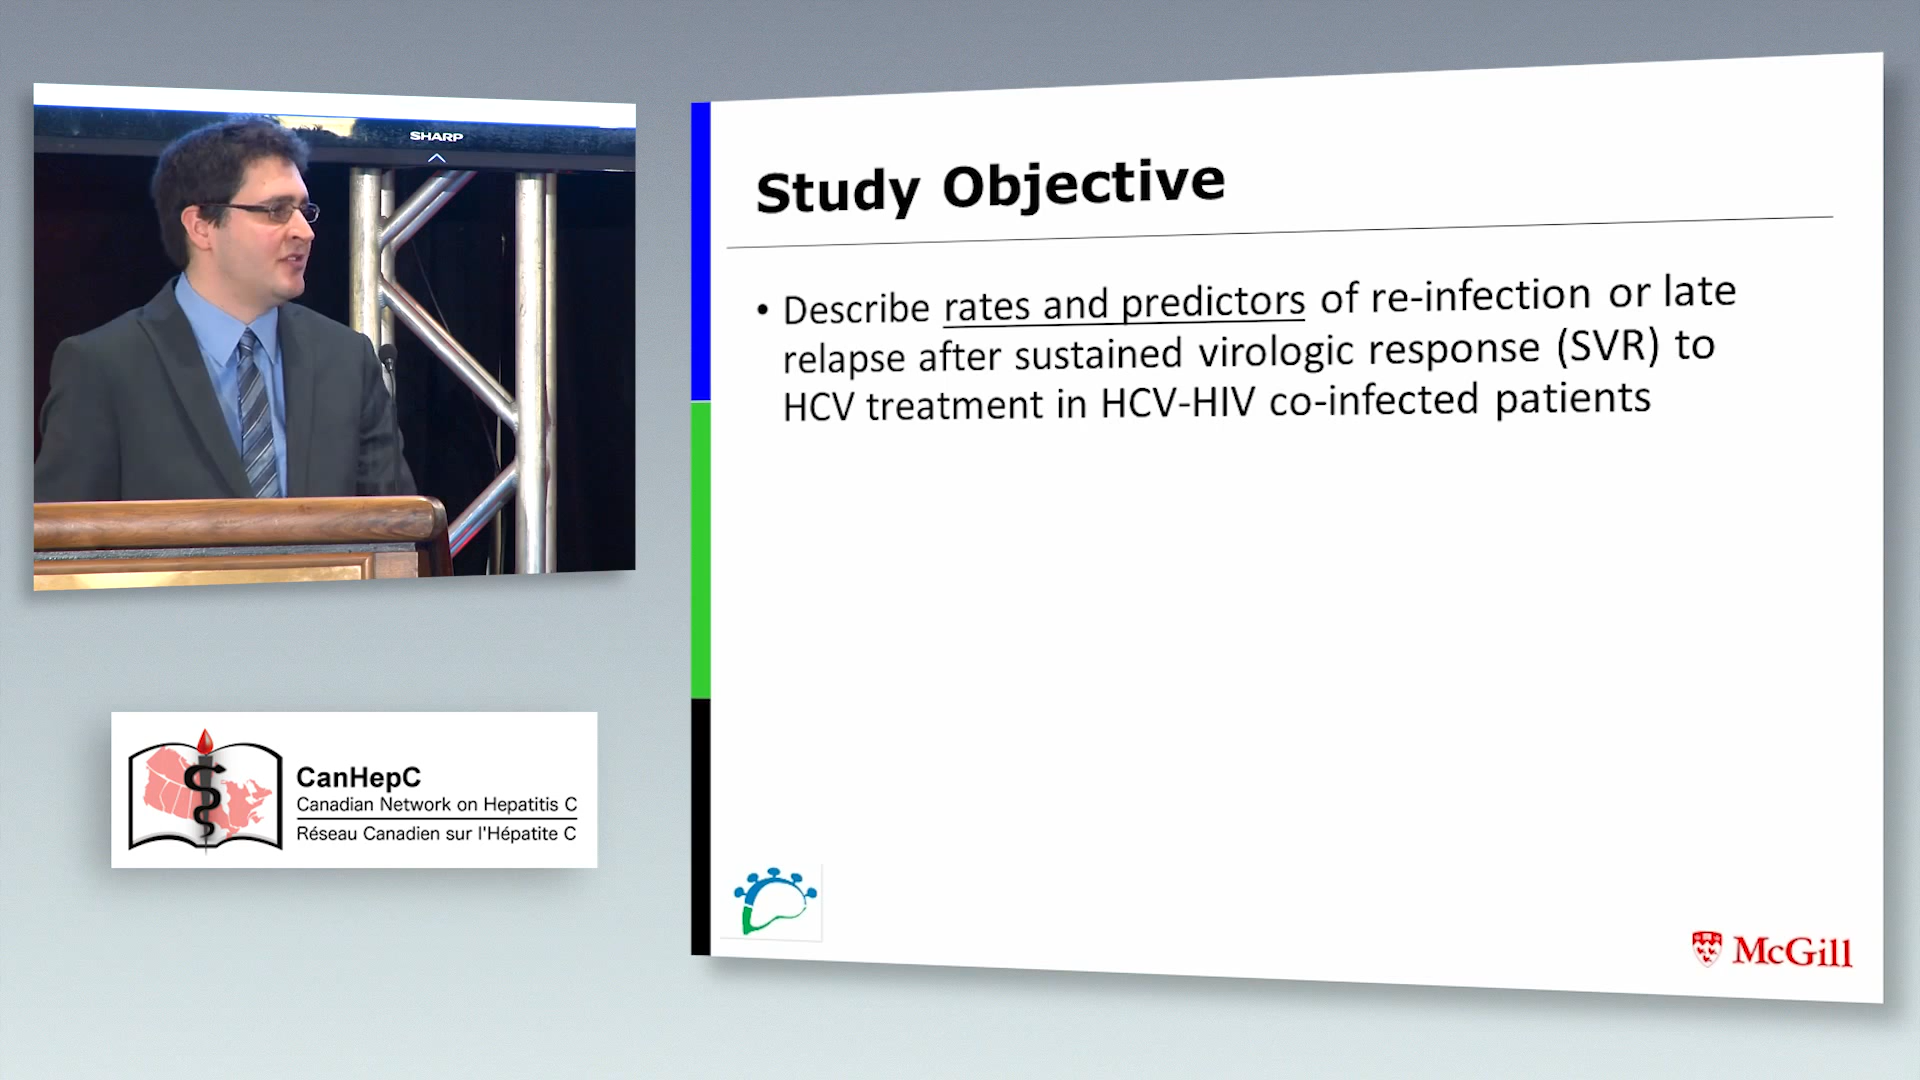 SHARP
Study Objective
• Describe rates and predictors of re-infection or late
relapse after sustained virologic response (SVR) to
HCV treatment in HCV-HIV co-infected patients
CanHepC
Canadian Network on Hepatitis C
Réseau Canadien sur l'Hépatite C
McGill